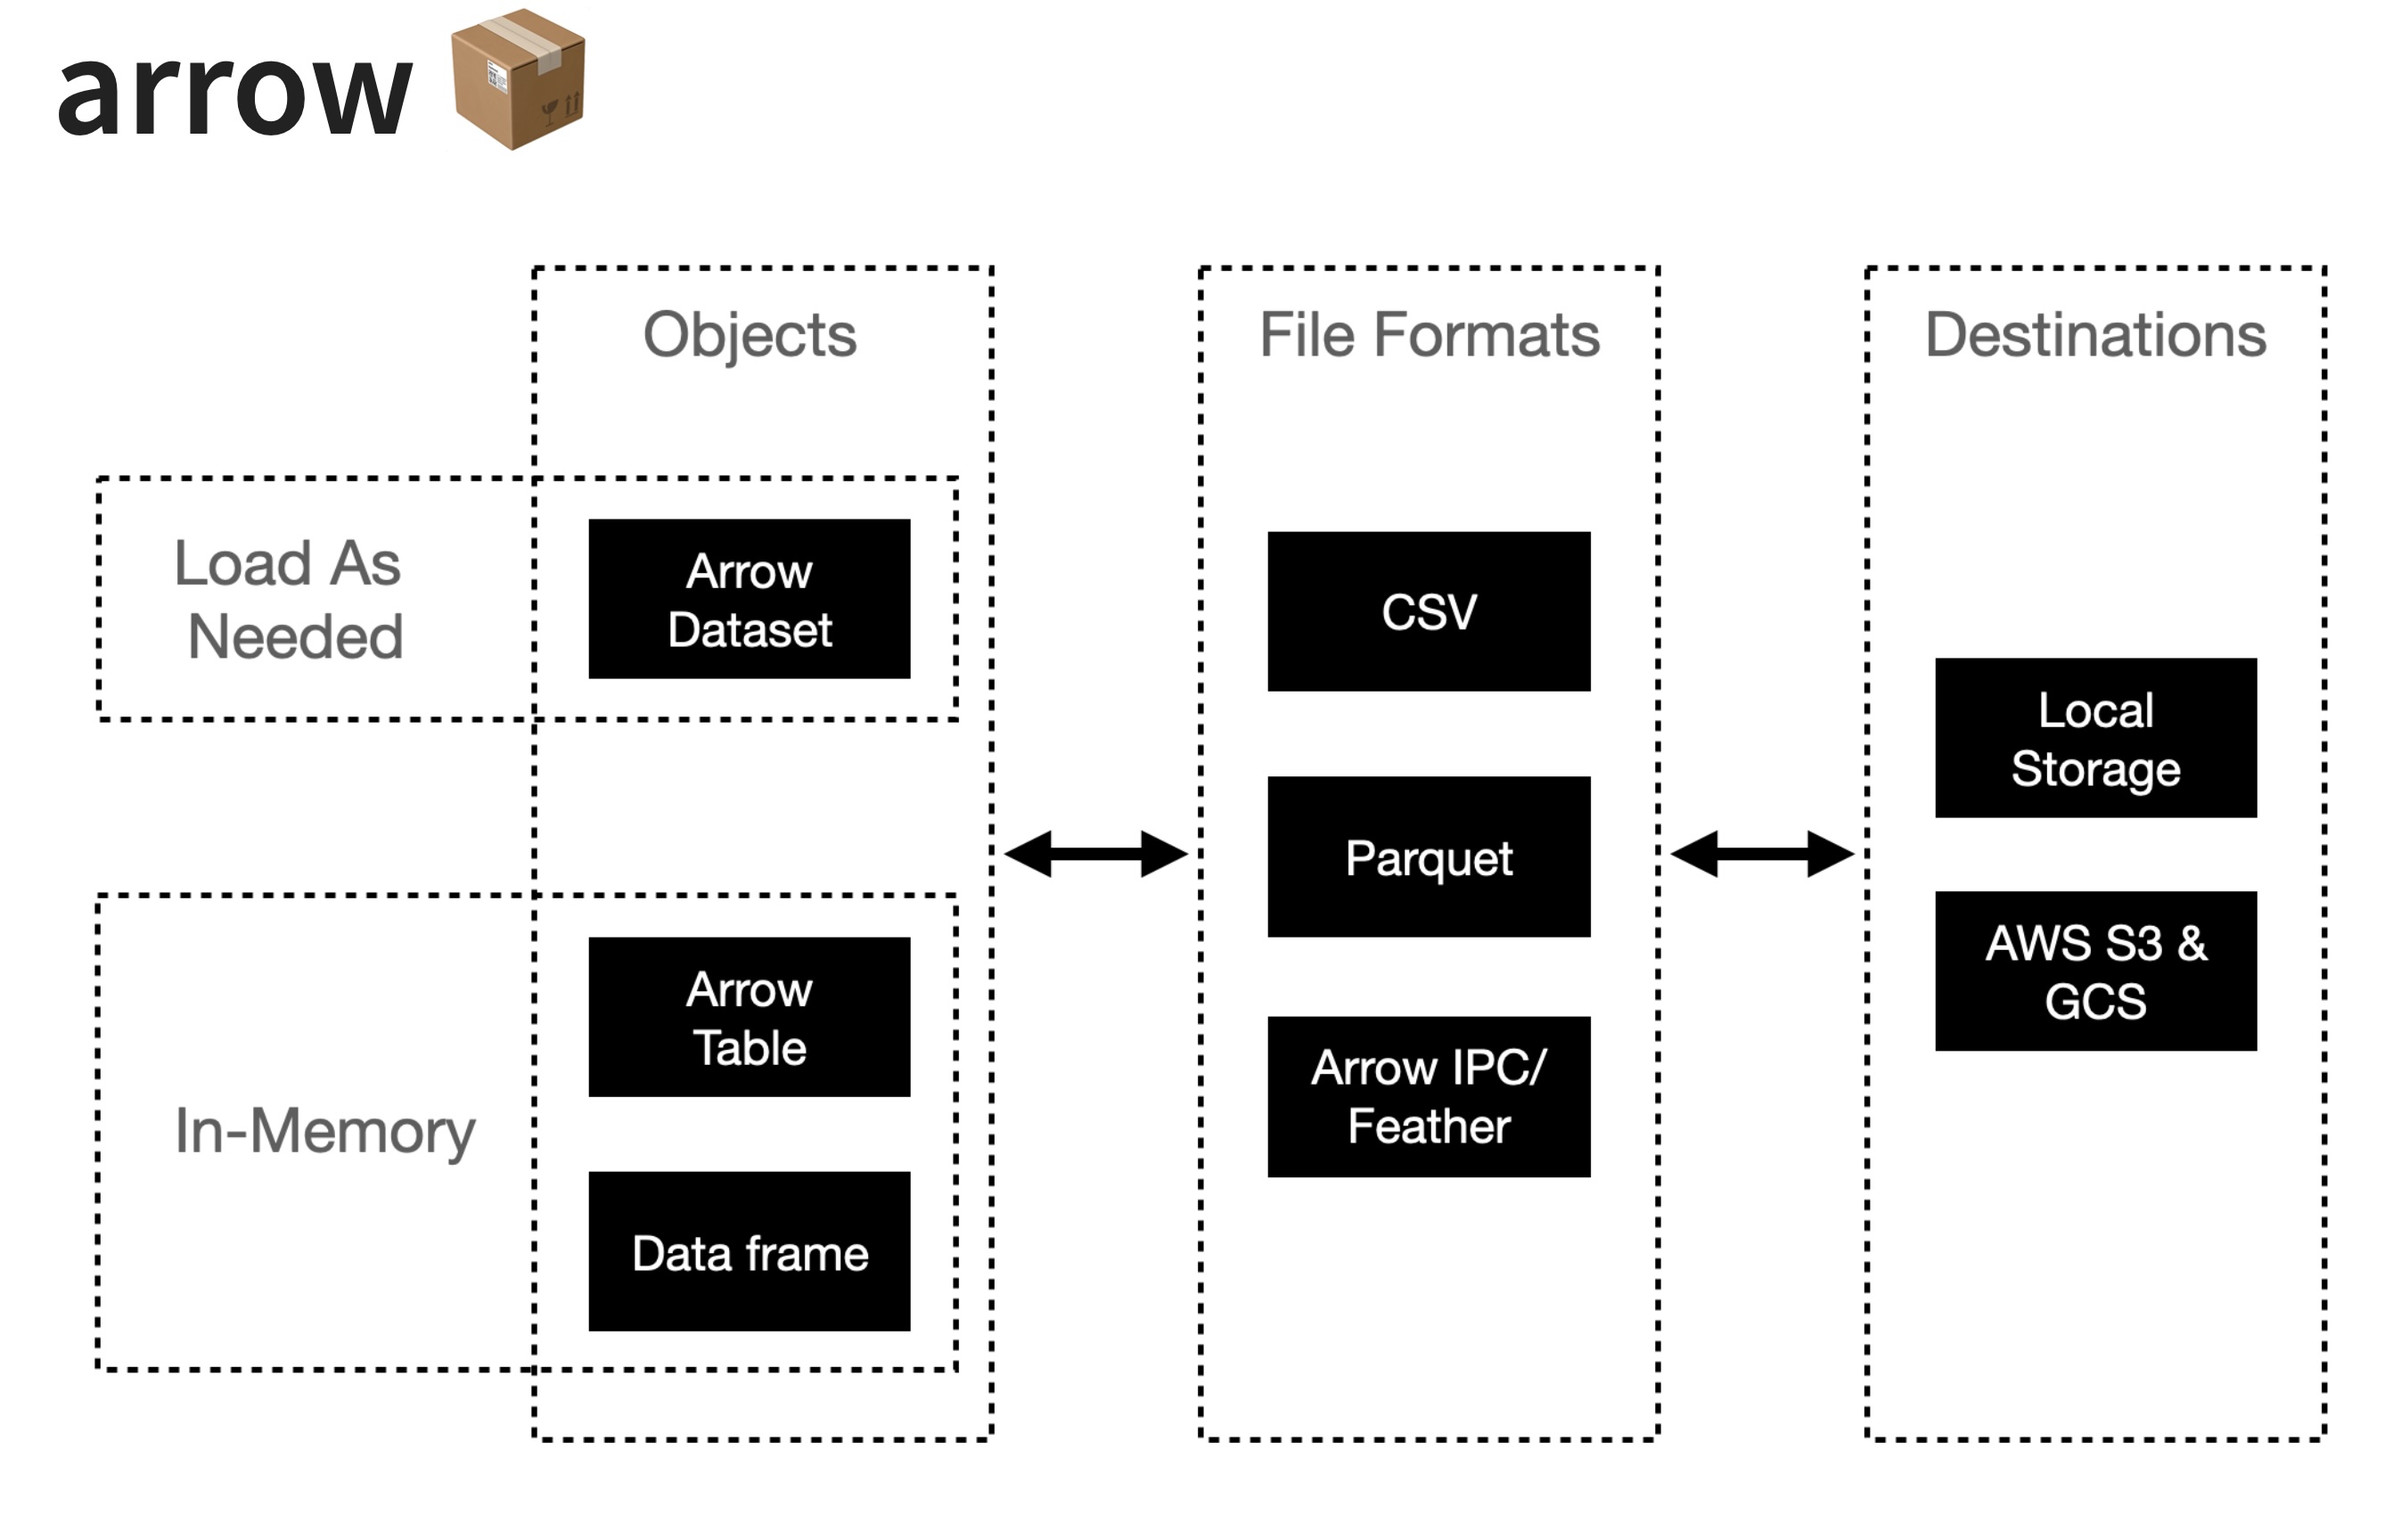 arrow
Objects
File Formats
Destinations
Load As
Needed
Arrow
Dataset
CSV
Local
Storage
Parquet
AWS S3 &
GCS
In-Memory
Arrow
Table
Arrow IPC/
Feather
Data frame